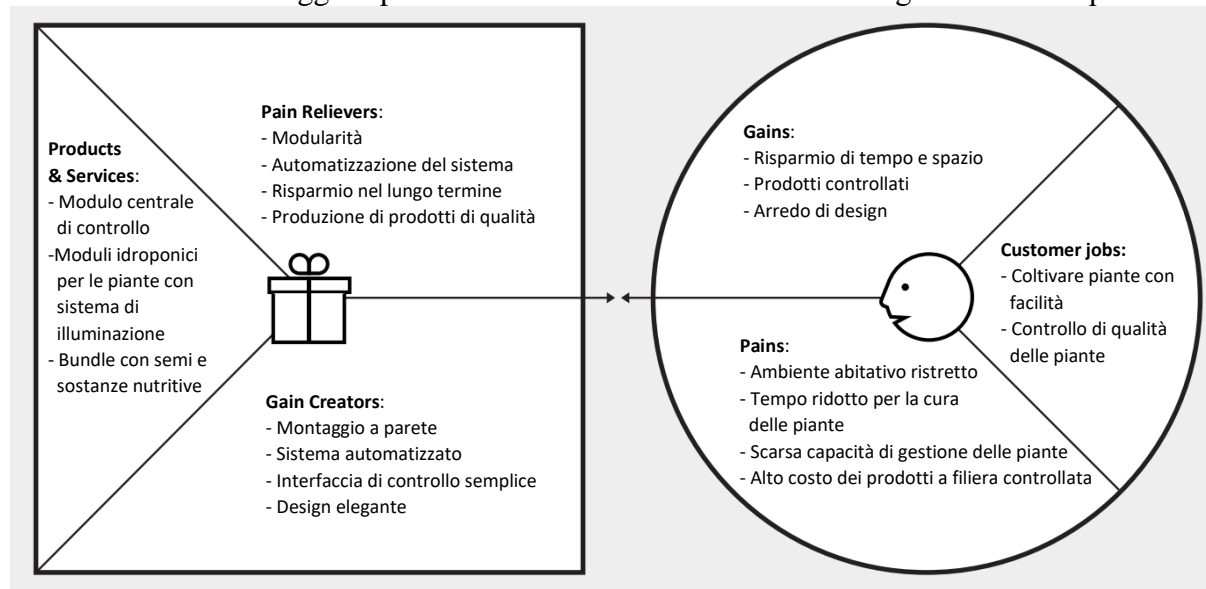 Products
& Services:
- Modulo centrale
di controllo
-Moduli idroponici
per le piante con
sistema di
illuminazione
- Bundle con semi e
sostanze nutritive
Pain Relievers:
- Modularità
- Automatizzazione del sistema
- Risparmio nel lungo termine
- Produzione di prodotti di qualità
Gain Creators:
- Montaggio a parete
- Sistema automatizzato
- Interfaccia di controllo semplice
- Design elegante
Gains:
- Risparmio di tempo e spazio
- Prodotti controllati
- Arredo di design
Customer jobs:
- Coltivare piante con
facilità
- Controllo di qualità
delle piante
Pains:
- Ambiente abitativo ristretto
- Tempo ridotto per la cura
delle piante
- Scarsa capacità di gestione delle piante
- Alto costo dei prodotti a filiera controllata